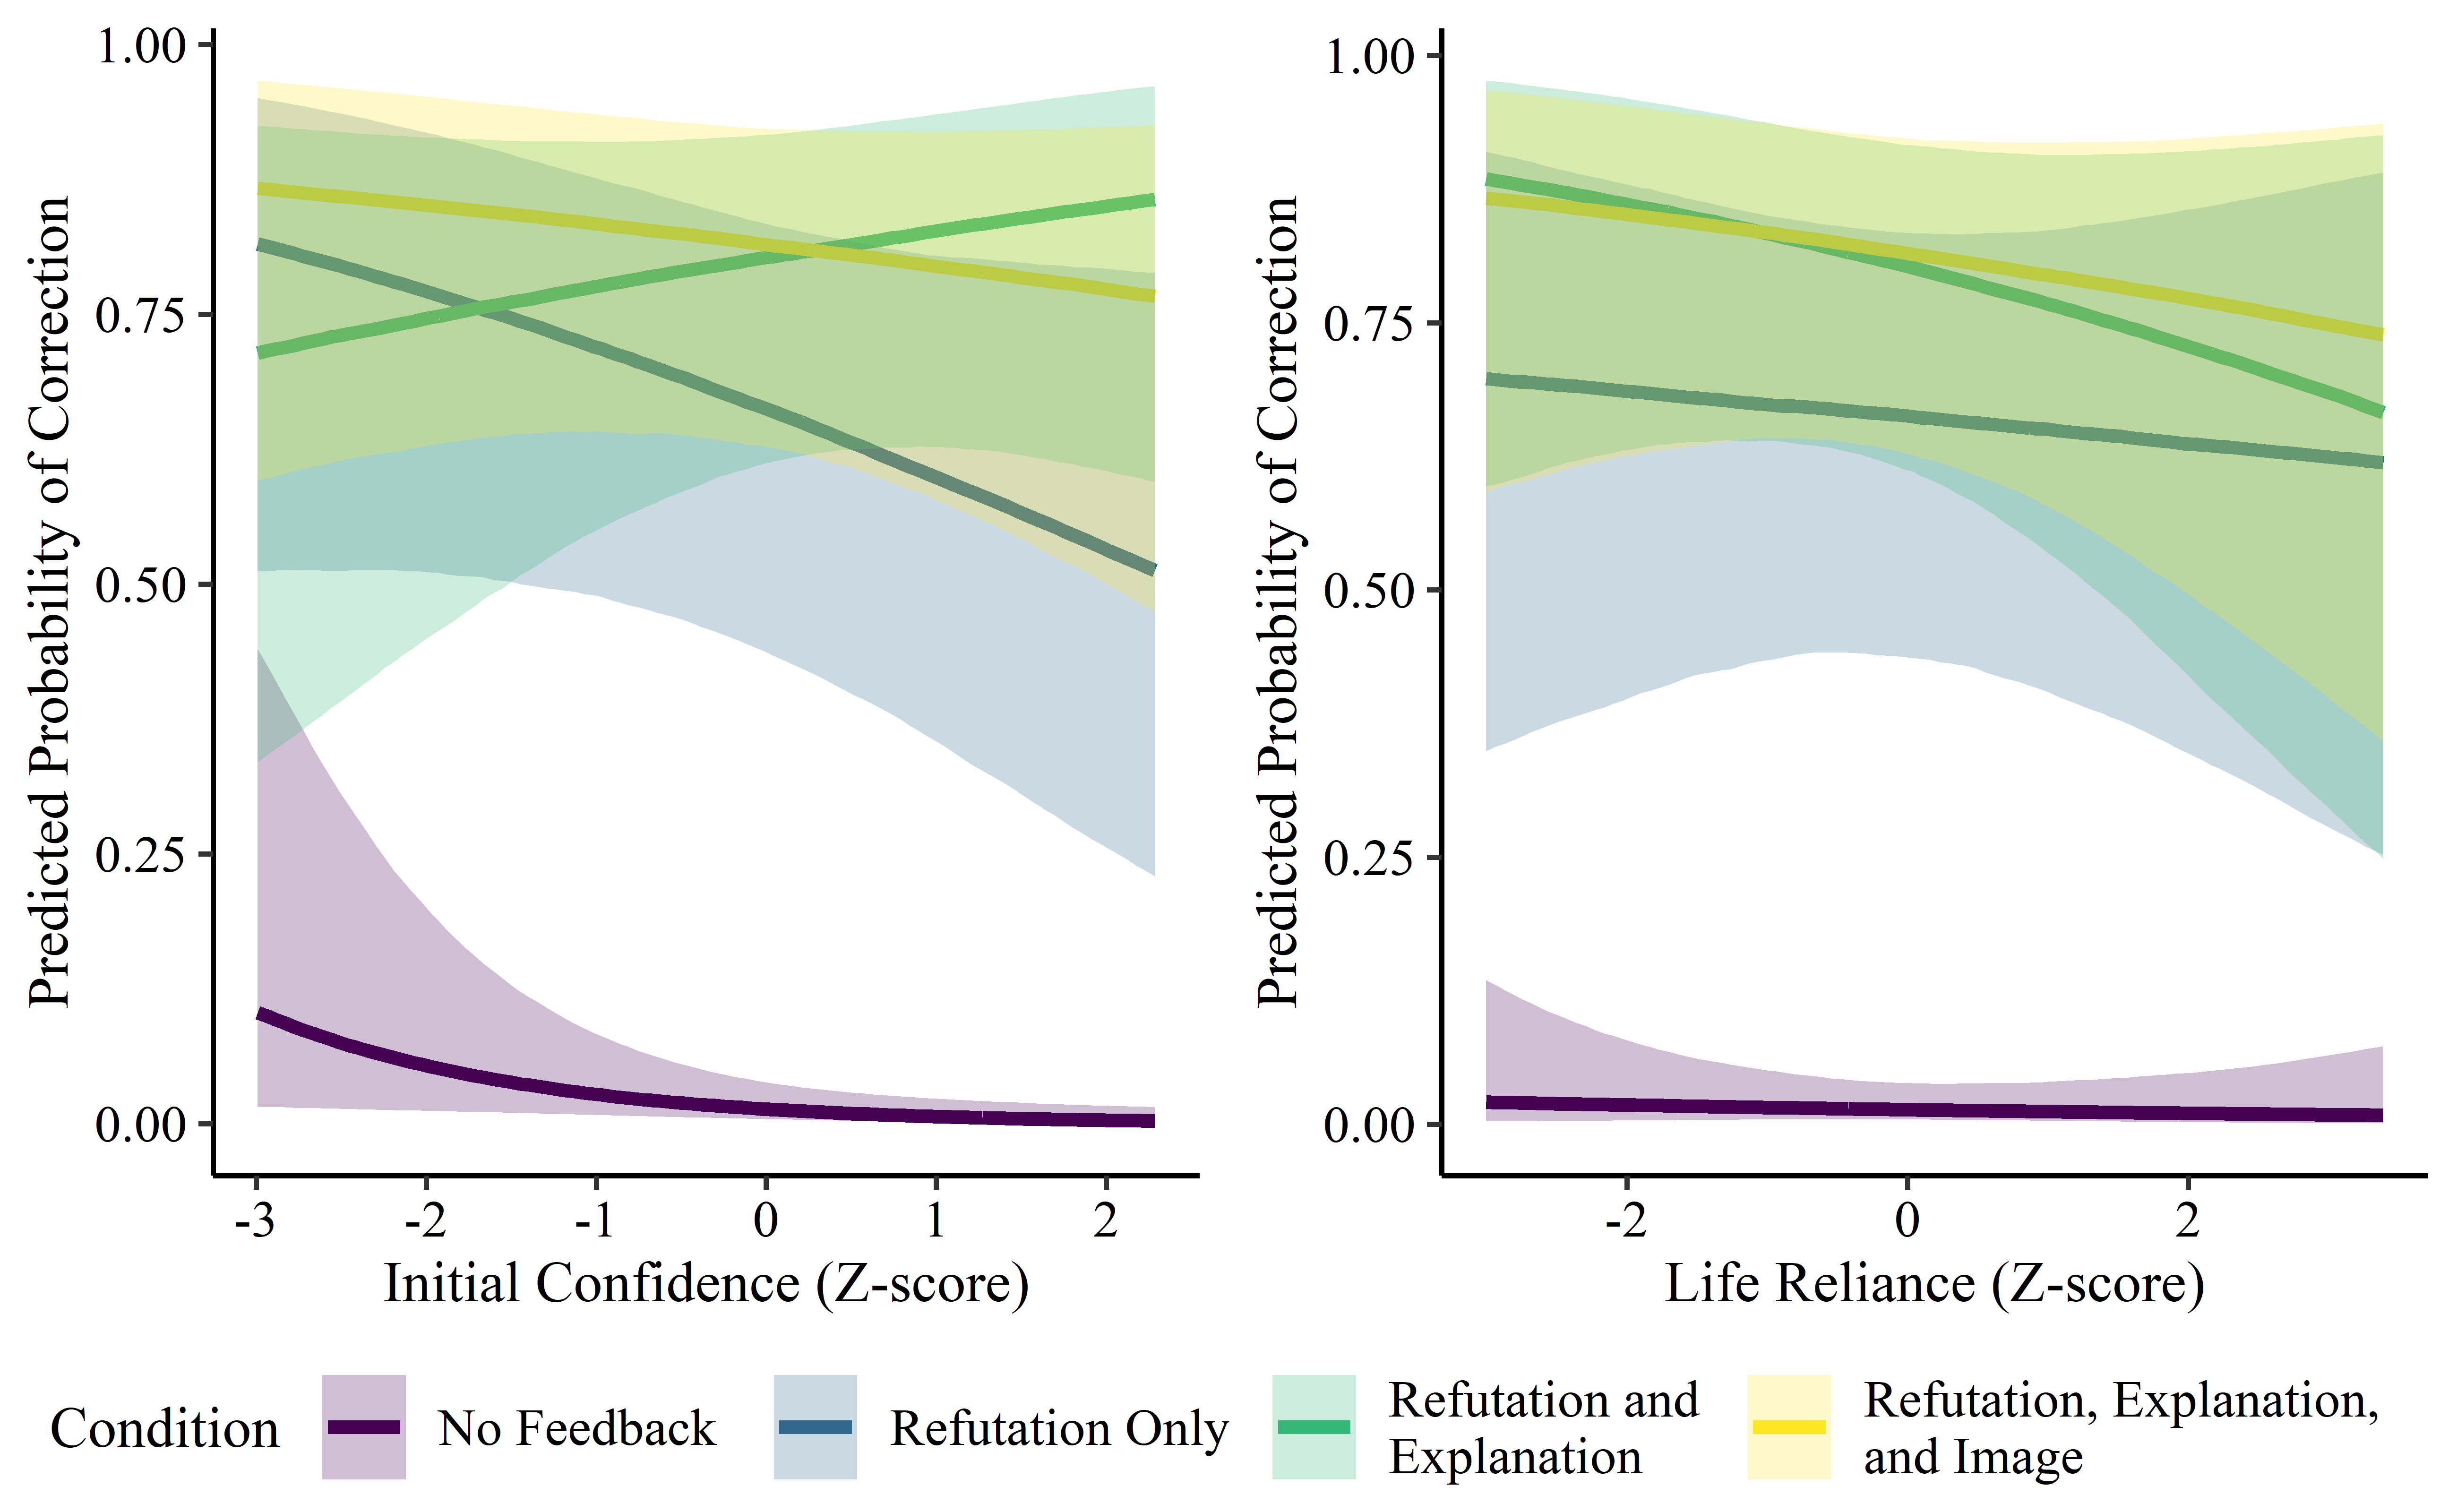 Predicted Probability of Correction
1.00
0.75
0.50
0.25
0.00
-3 -2 -1 0 1 2
Initial Confidence (Z-score)
Predicted Probability of Correction
1.00
0.75
0.50
0.25
0.00
-2 0 2
Life Reliance (Z-score)
Condition
No Feedback
Refutation Only
Refutation and
Explanation
Refutation, Explanation,
and Image